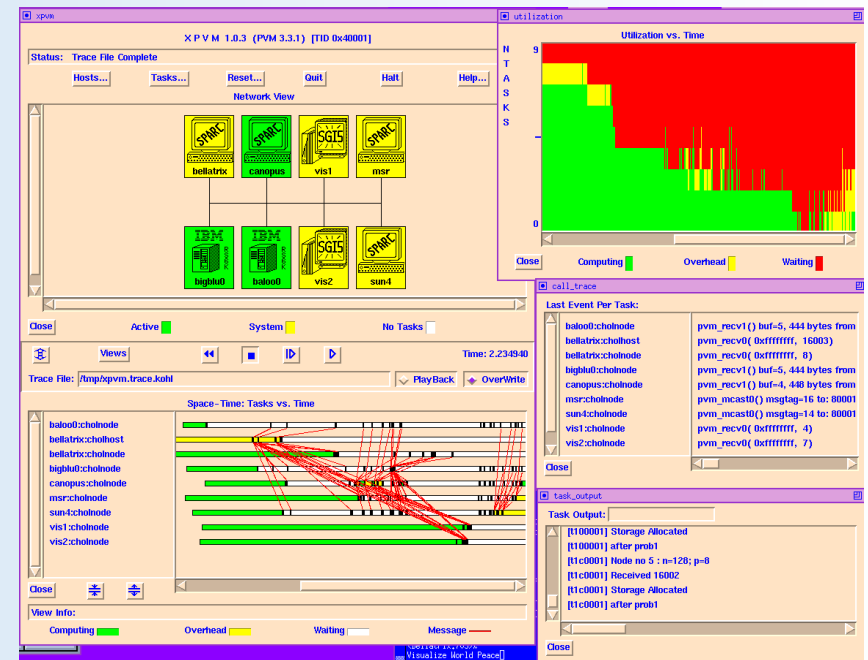 xpvm
X P V M 1.0.3 (PVM 3.3.1) [TID 0x40001]
Status: Trace File Complete
Hosts... Tasks... Reset... Quit Halt Help...
Network View
SPARC SPARC SGI5 SPARC
bellatrix canopus vis1 msr
IBM IBM SGI5 SPARC
bigblu0 baloo0 vis2 sun4
Close Active System No Tasks
Views Time: 2.234940
Trace File: /tmp/xpvm.trace.kohl PlayBack OverWrite
Space-Time: Tasks vs. Time
baloo0:cholnode
bellatrix:cholhost
bellatrix:cholnode
bigblu0:cholnode
canopus:cholnode
msr:cholnode
sun4:cholnode
vis1:cholnode
vis2:cholnode
Close
View Info:
Computing Overhead Waiting Message
utilization
Utilization vs. Time
N
T
A
S
K
S
9
0
Close Computing Overhead Waiting
call_trace
Last Event Per Task:
baloo0:cholnode pvm_recv1() buf=5, 444 bytes from
bellatrix:cholhost pvm_recv0( 0xffffffff, 16003)
bellatrix:cholnode pvm_recv0( 0xffffffff, 8)
bigblu0:cholnode pvm_recv1() buf=5, 444 bytes from
canopus:cholnode pvm_recv1() buf=4, 448 bytes from
msr:cholnode pvm_mcast0() msgtag=16 to: 80001
sun4:cholnode pvm_mcast0() msgtag=14 to: 80001
vis1:cholnode pvm_recv0( 0xffffffff, 4)
vis2:cholnode pvm_recv0( 0xffffffff, 7)
Close
task_output
Task Output:
[t100001] Storage Allocated
[t100001] after prob1
[t1c0001] Node no 5 : n=128; p=8
[t1c0001] Received 16002
[t1c0001] Storage Allocated
[t1c0001] after prob1
Close
Visualize World Peace